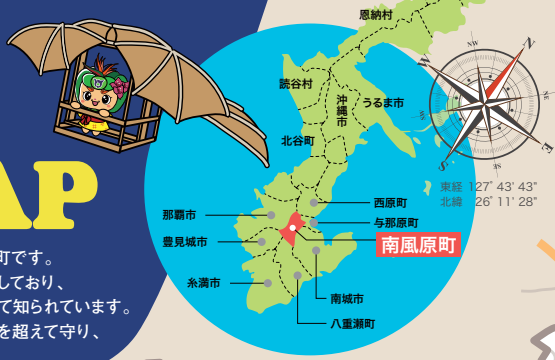 恩納村
読谷村
沖縄市
うるま市
北谷町
NW
N
W
NE
SW
E
S
SE
東経 127° 43' 43"
北緯 26° 11' 28"
AP
那覇市
豊見城市
糸満市
西原町
与那原町
南風原町
南城市
八重瀬町
町です。
しており、
て知られています。
を超えて守り、